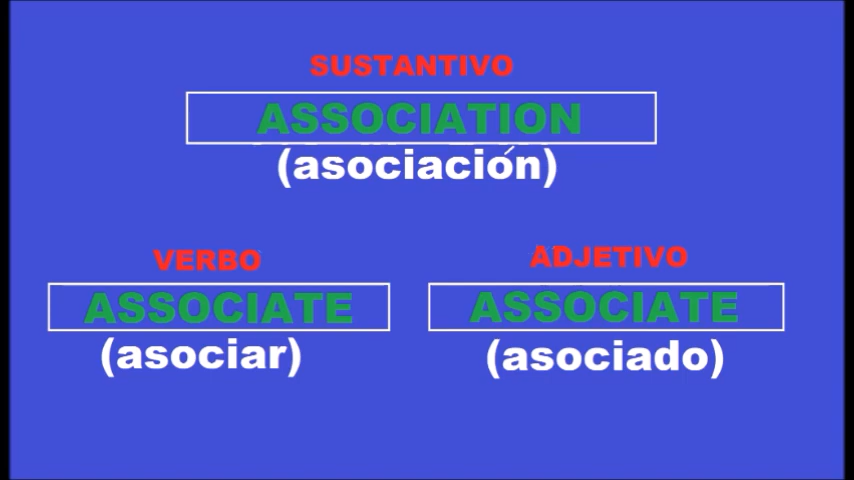 SUSTANTIVO
ASSOCIATION
(asociación)
VERBO
ASSOCIATE
(asociar)
ADJETIVO
ASSOCIATE
(asociado)